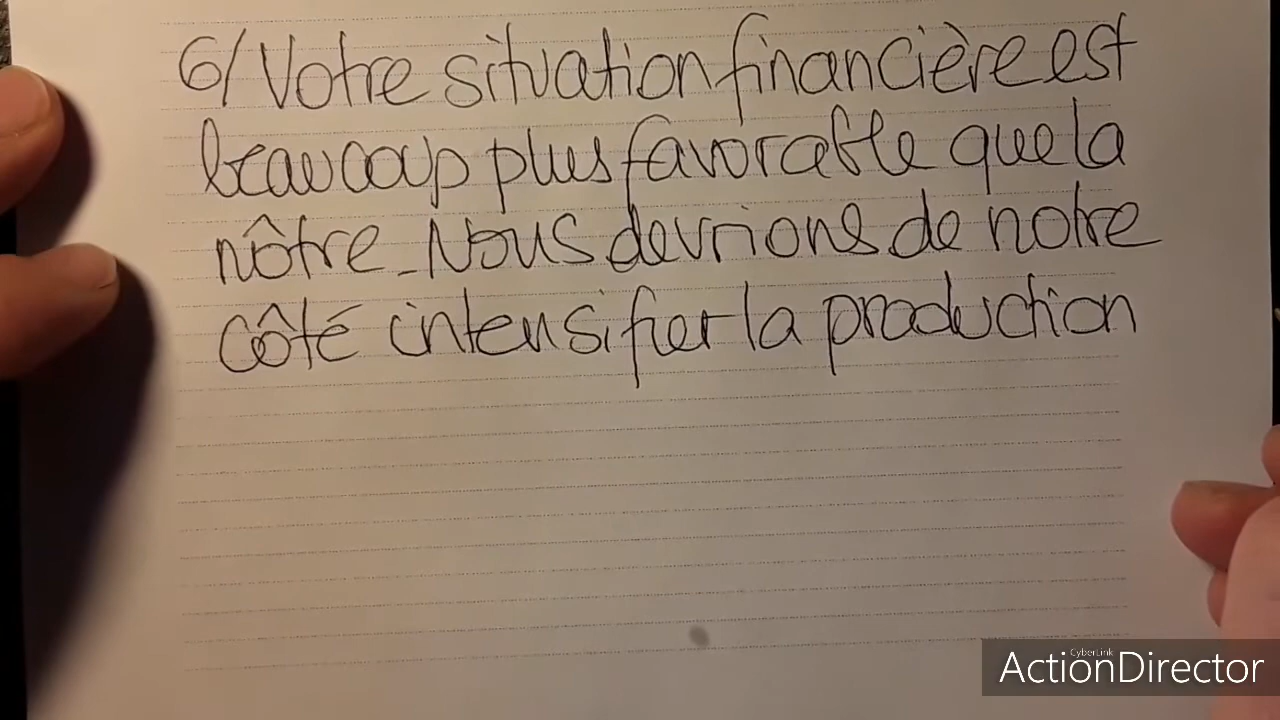 6/ Votre situation financière est
beaucoup plus favorable que la
nôtre. Nous devrions de notre
côté intensifier la production
CyberLink
ActionDirector